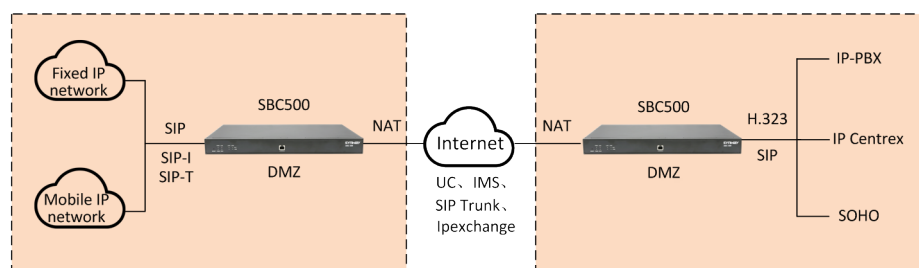 Fixed IP
network
Mobile IP
network
SIP
SIP-I
SIP-T
SBC500
DMZ
NAT
Internet
UC、IMS、
SIP Trunk、
Ipexchange
NAT
SBC500
DMZ
H.323
SIP
IP-PBX
IP Centrex
SOHO